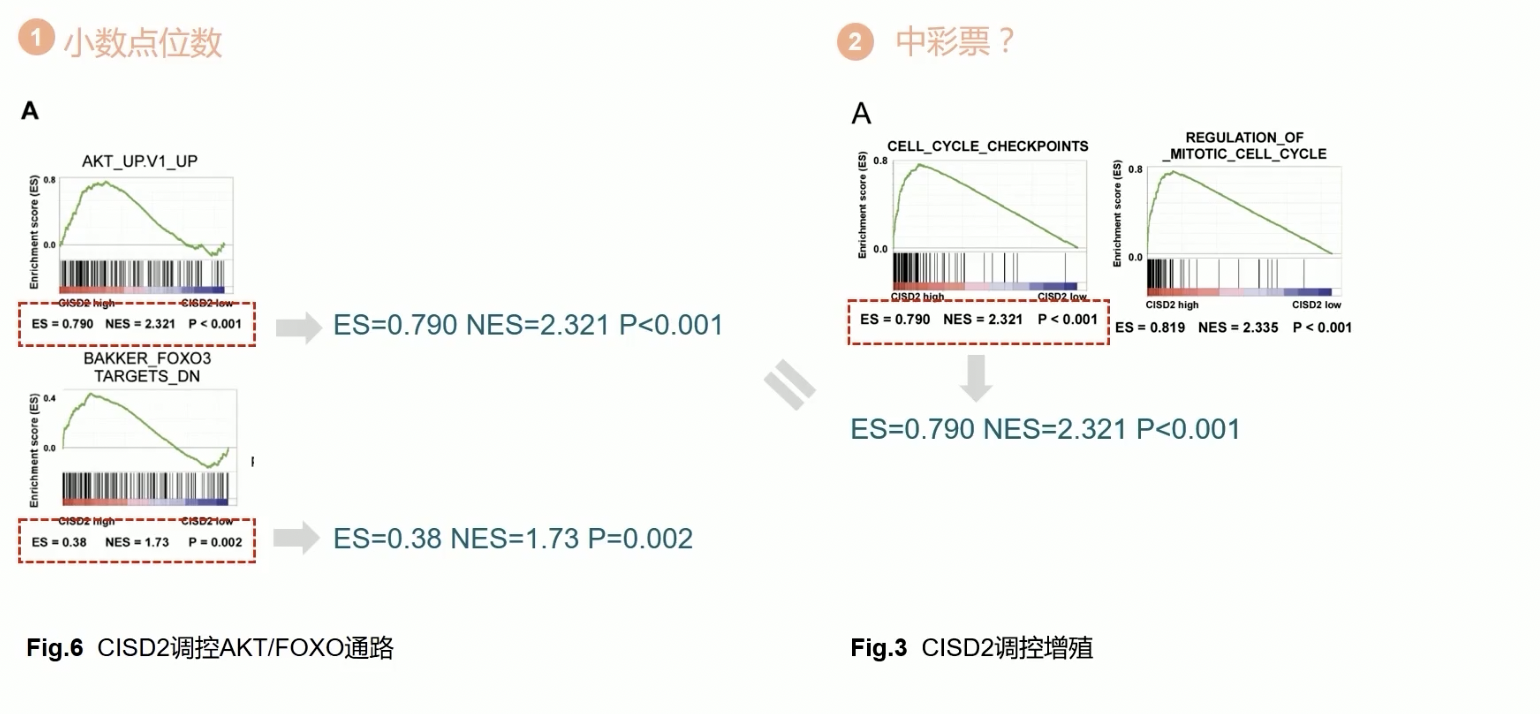 1 小数点位数
A
AKT_UP.V1_UP
Enrichment score (ES)
0.8
0.0
CISD2 high CISD2 low
ES = 0.790 NES = 2.321 P < 0.001
ES=0.790 NES=2.321 P<0.001
BAKKER_FOXO3
TARGETS_DN
Enrichment score (ES)
0.4
0.0
CISD2 high CISD2 low
ES = 0.38 NES = 1.73 P = 0.002
ES=0.38 NES=1.73 P=0.002
Fig.6 CISD2调控AKT/FOXO通路
2 中彩票？
A
CELL_CYCLE_CHECKPOINTS
Enrichment score (ES)
0.8
0.0
CISD2 high CISD2 low
ES = 0.790 NES = 2.321 P < 0.001
REGULATION_OF
_MITOTIC_CELL_CYCLE
Enrichment score (ES)
0.8
0.0
CISD2 high CISD2 low
ES = 0.819 NES = 2.335 P < 0.001
ES=0.790 NES=2.321 P<0.001
Fig.3 CISD2调控增殖